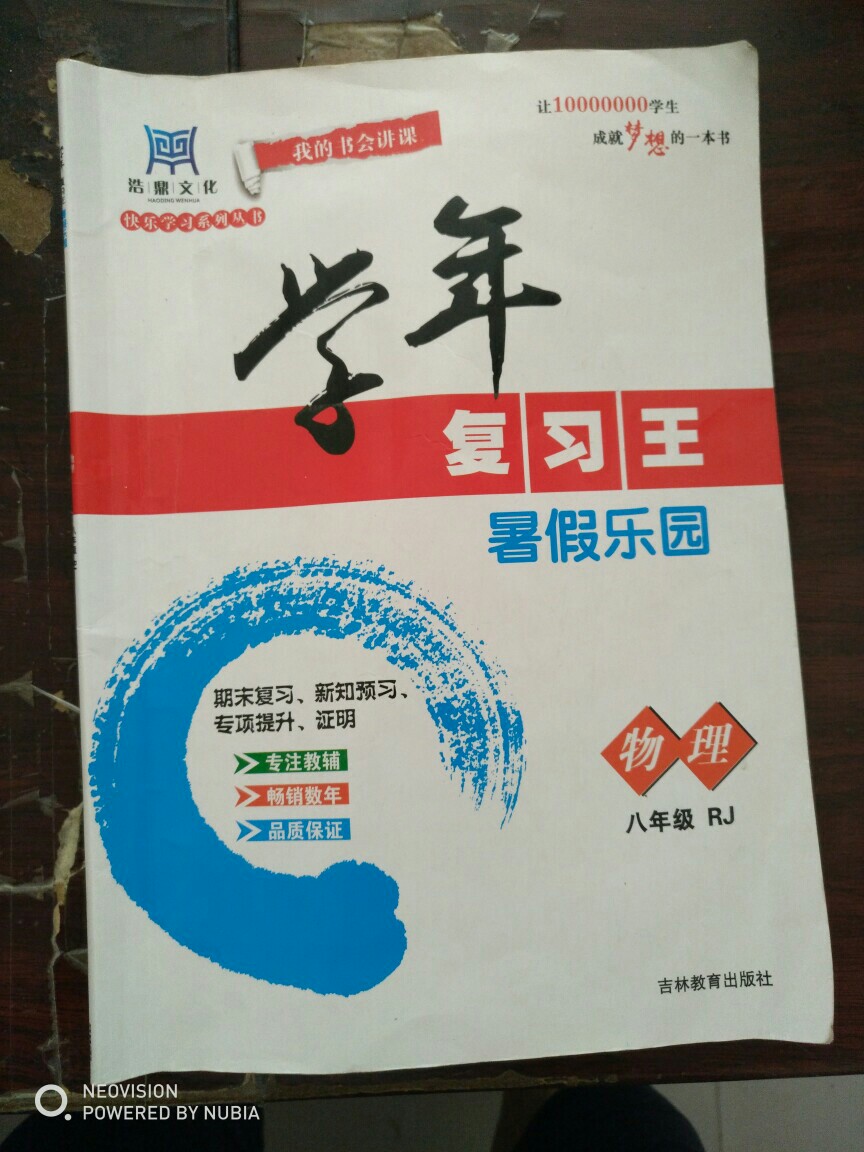 让10000000学生
成就梦想的一本书
我的书会讲课
浩鼎文化
HAODING WENHUA
快乐学习系列丛书
学年
复习王
暑假乐园
期末复习、新知预习、
专项提升、证明
专注教辅
畅销数年
品质保证
物理
八年级 RJ
吉林教育出版社
NEOVISION
POWERED BY NUBIA